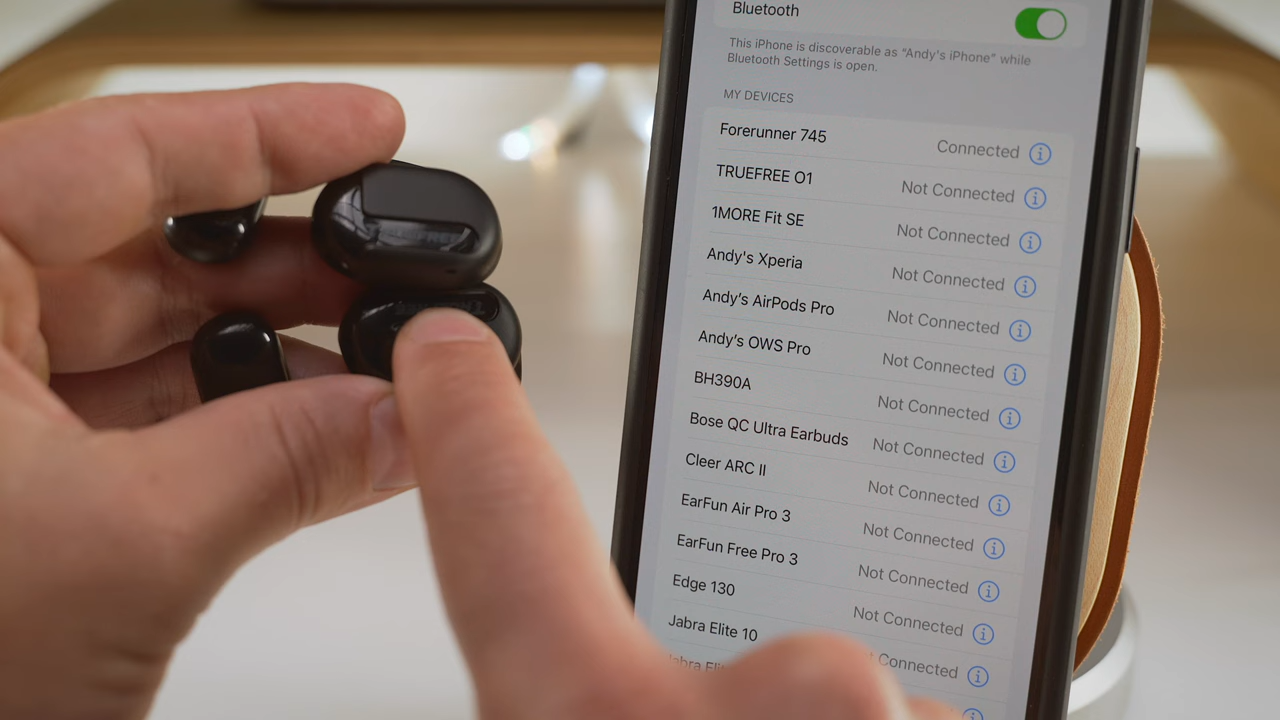 Bluetooth
This iPhone is discoverable as “Andy's iPhone” while
Bluetooth Settings is open.
MY DEVICES
Forerunner 745 Connected
TRUEFREE O1 Not Connected
1MORE Fit SE Not Connected
Andy's Xperia Not Connected
Andy’s AirPods Pro Not Connected
Andy’s OWS Pro Not Connected
BH390A Not Connected
Bose QC Ultra Earbuds Not Connected
Cleer ARC II Not Connected
EarFun Air Pro 3 Not Connected
EarFun Free Pro 3 Not Connected
Edge 130 Not Connected
Jabra Elite 10 Connected